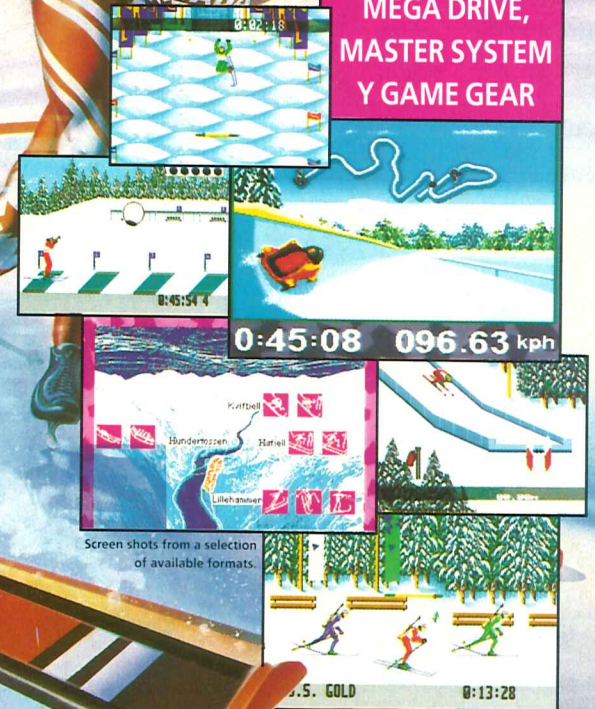 0:02:18
MEGA DRIVE,
MASTER SYSTEM
Y GAME GEAR
0:45:54 4
0:45:08 096.63 kph
Kvitfjell
Hundertossen
Hafjell
Lillehammer
Screen shots from a selection
of available formats.
.S. GOLD 0:13:28